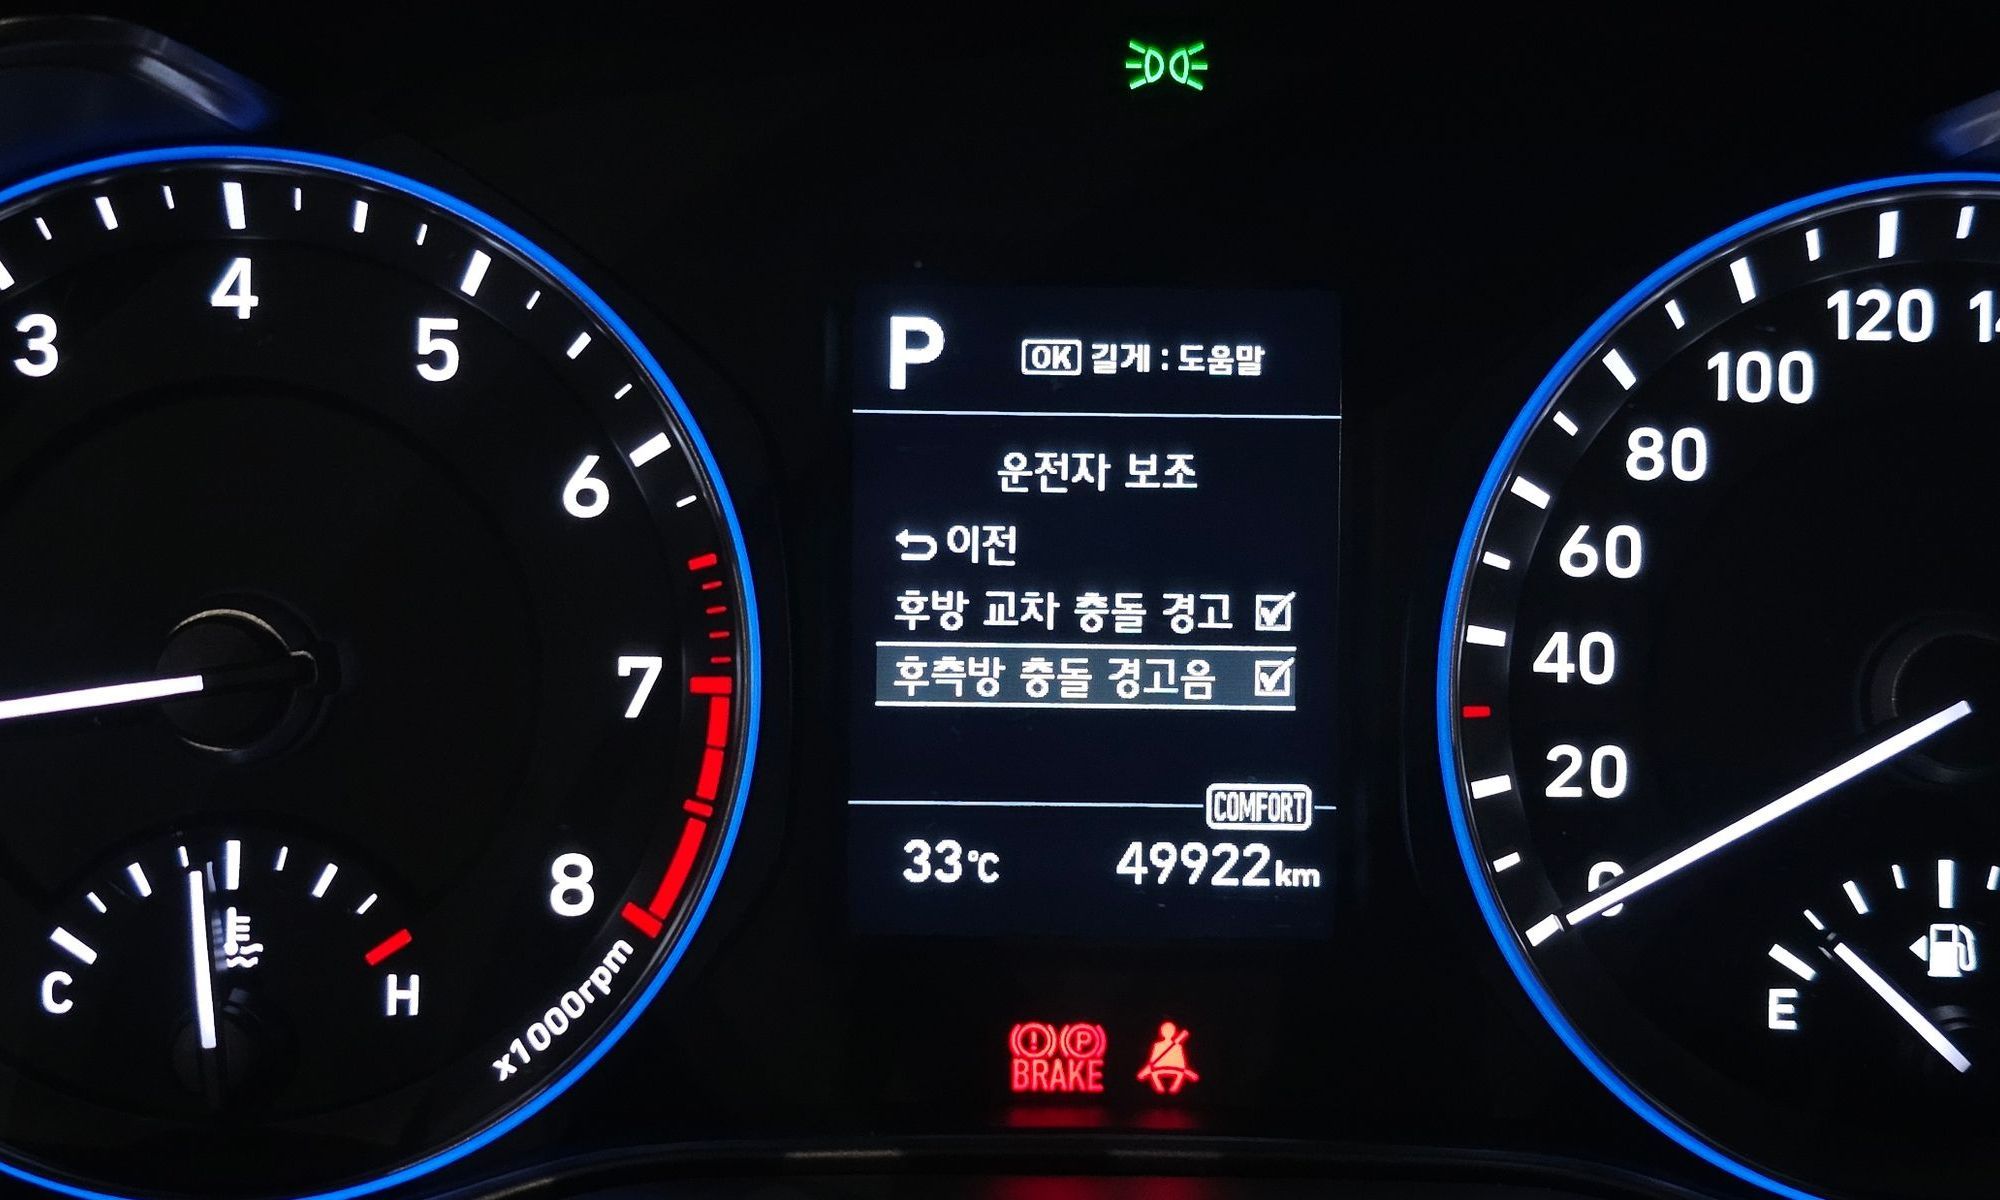 3
4
5
6
7
8
x1000rpm
C
H
P
OK 길게 : 도움말
운전자 보조
이전
후방 교차 충돌 경고
후측방 충돌 경고음
COMFORT
33℃
49922km
BRAKE
P
0
20
40
60
80
100
120
E